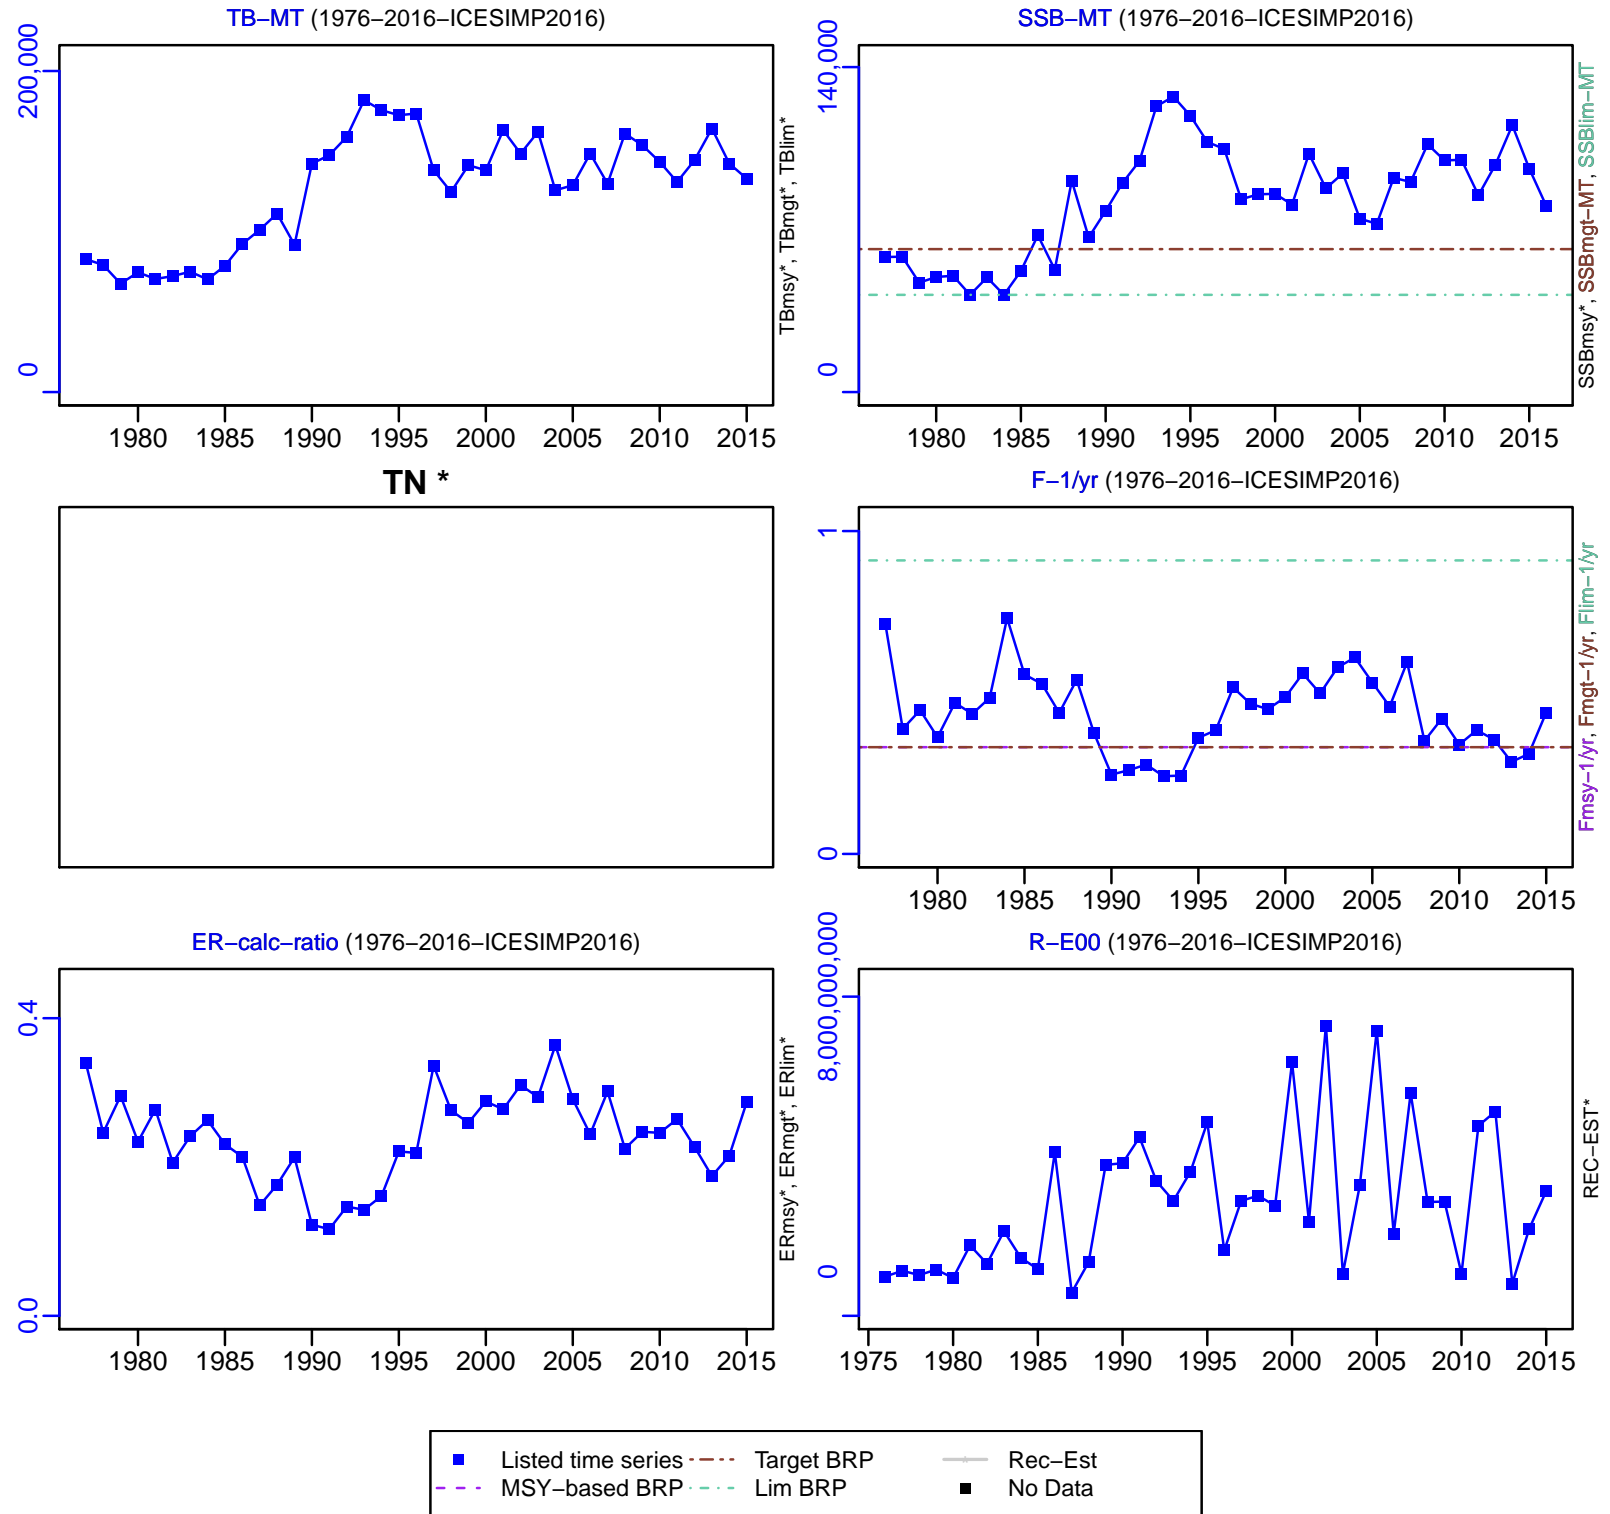 TB−MT (1976−2016−ICESIMP2016)
200,000
0
TBmsy*, TBmgt*, TBlim*
1980 1985 1990 1995 2000 2005 2010 2015
SSB−MT (1976−2016−ICESIMP2016)
140,000
0
SSBmsy*, SSBmgt−MT, SSBlim−MT
1980 1985 1990 1995 2000 2005 2010 2015
TN *
F−1/yr (1976−2016−ICESIMP2016)
1
0
Fmsy−1/yr, Fmgt−1/yr, Flim−1/yr
1980 1985 1990 1995 2000 2005 2010 2015
ER−calc−ratio (1976−2016−ICESIMP2016)
0.4
0.0
ERmsy*, ERmgt*, ERlim*
1980 1985 1990 1995 2000 2005 2010 2015
R−E00 (1976−2016−ICESIMP2016)
8,000,000,000
0
REC−EST*
1975 1980 1985 1990 1995 2000 2005 2010 2015
Listed time series Target BRP Rec−Est
MSY−based BRP Lim BRP No Data